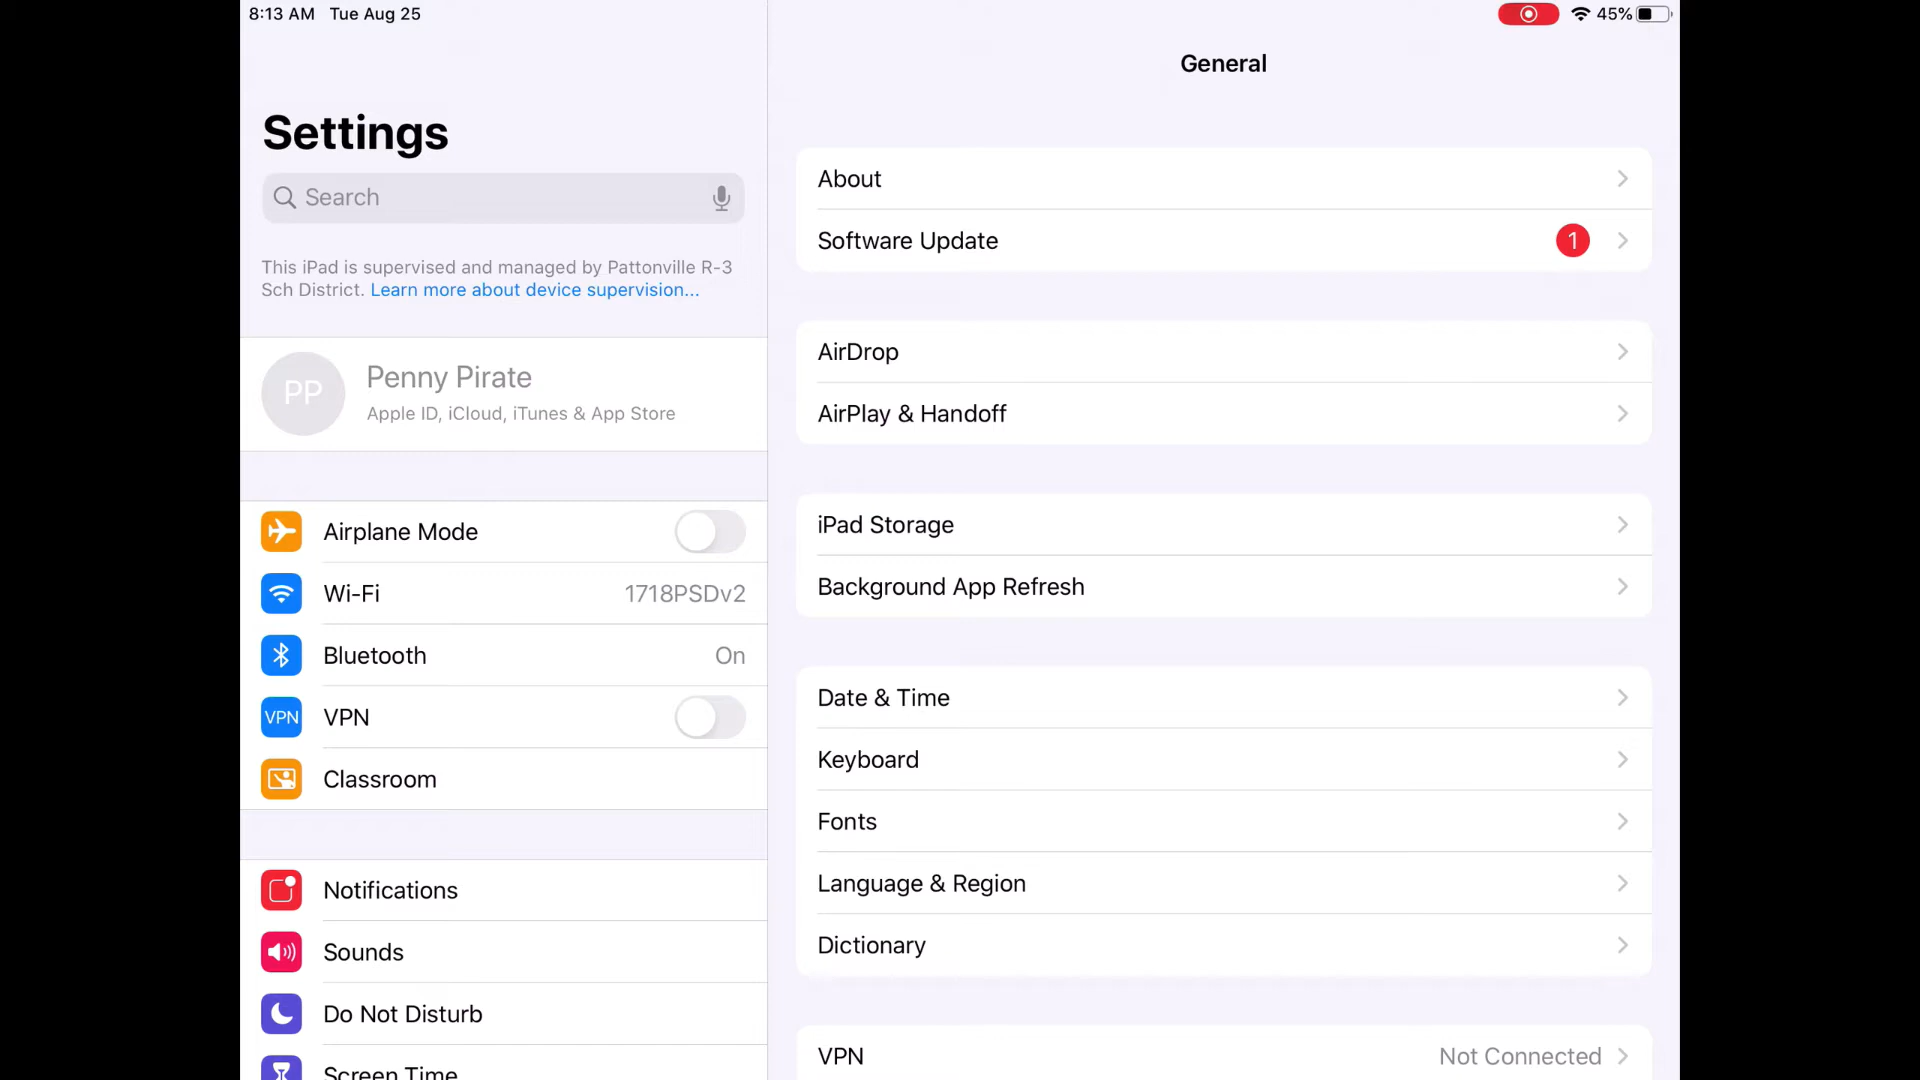 8:13 AM Tue Aug 25
45%
Settings
Search
This iPad is supervised and managed by Pattonville R-3
Sch District. Learn more about device supervision...
PP
Penny Pirate
Apple ID, iCloud, iTunes & App Store
Airplane Mode
Wi-Fi 1718PSDv2
Bluetooth On
VPN VPN
Classroom
Notifications
Sounds
Do Not Disturb
Screen Time
General
About
Software Update 1
AirDrop
AirPlay & Handoff
iPad Storage
Background App Refresh
Date & Time
Keyboard
Fonts
Language & Region
Dictionary
VPN Not Connected